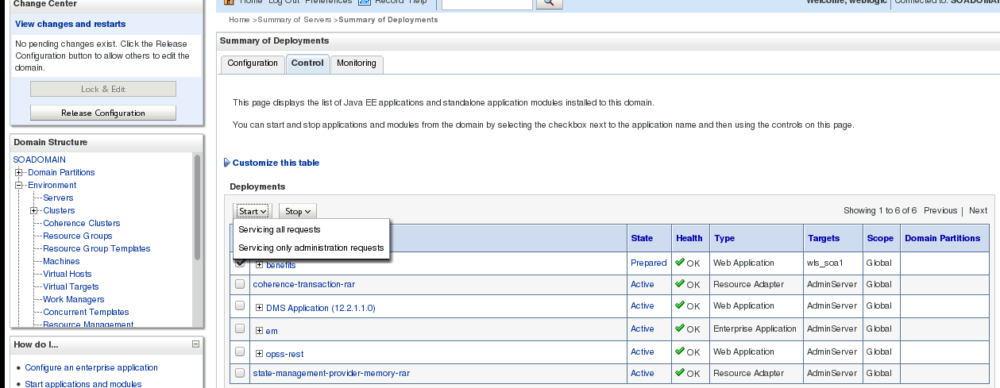 Change Center
View changes and restarts
No pending changes exist. Click the Release
Configuration button to allow others to edit the
domain.
Lock & Edit
Release Configuration
Domain Structure
SOADOMAIN
Domain Partitions
Environment
Servers
Clusters
Coherence Clusters
Resource Groups
Resource Group Templates
Machines
Virtual Hosts
Virtual Targets
Work Managers
Concurrent Templates
Resource Management
How do I...
Configure an enterprise application
Start applications and modules
Home Log Out Preferences Record Help
Welcome, weblogic Connected to: SOADOMAIN
Home >Summary of Servers >Summary of Deployments
Summary of Deployments
Configuration Control Monitoring
This page displays the list of Java EE applications and standalone application modules installed to this domain.
You can start and stop applications and modules from the domain by selecting the checkbox next to the application name and then using the controls on this page.
Customize this table
Deployments
Start Stop Showing 1 to 6 of 6 Previous | Next
Servicing all requests
Servicing only administration requests
State Health Type Targets Scope Domain Partitions
benefits Prepared OK Web Application wls_soa1 Global
coherence-transaction-rar Active OK Resource Adapter AdminServer Global
DMS Application (12.2.1.1.0) Active OK Web Application AdminServer Global
em Active OK Enterprise Application AdminServer Global
opss-rest Active OK Web Application AdminServer Global
state-management-provider-memory-rar Active OK Resource Adapter AdminServer Global